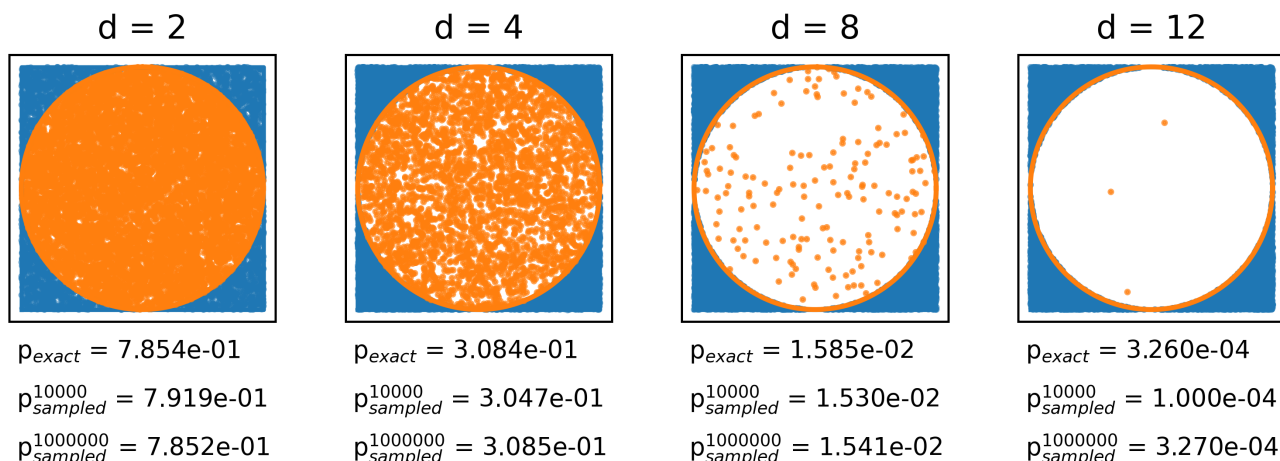 d = 2
d = 4
d = 8
d = 12
p_exact = 7.854e-01
p_exact = 3.084e-01
p_exact = 1.585e-02
p_exact = 3.260e-04
p^10000_sampled = 7.919e-01
p^10000_sampled = 3.047e-01
p^10000_sampled = 1.530e-02
p^10000_sampled = 1.000e-04
p^1000000_sampled = 7.852e-01
p^1000000_sampled = 3.085e-01
p^1000000_sampled = 1.541e-02
p^1000000_sampled = 3.270e-04